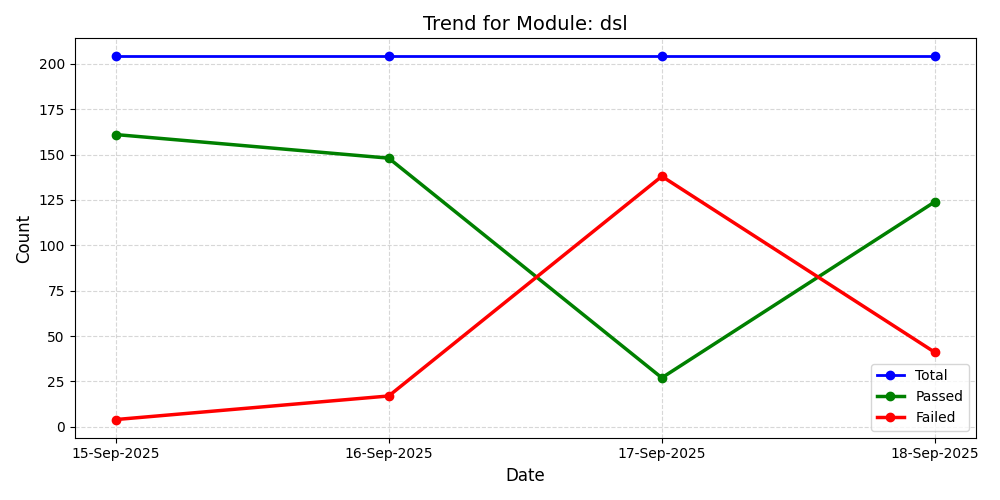 Trend for Module: dsl
Count
200
175
150
125
100
75
50
25
0
Total
Passed
Failed
15-Sep-2025
16-Sep-2025
17-Sep-2025
18-Sep-2025
Date